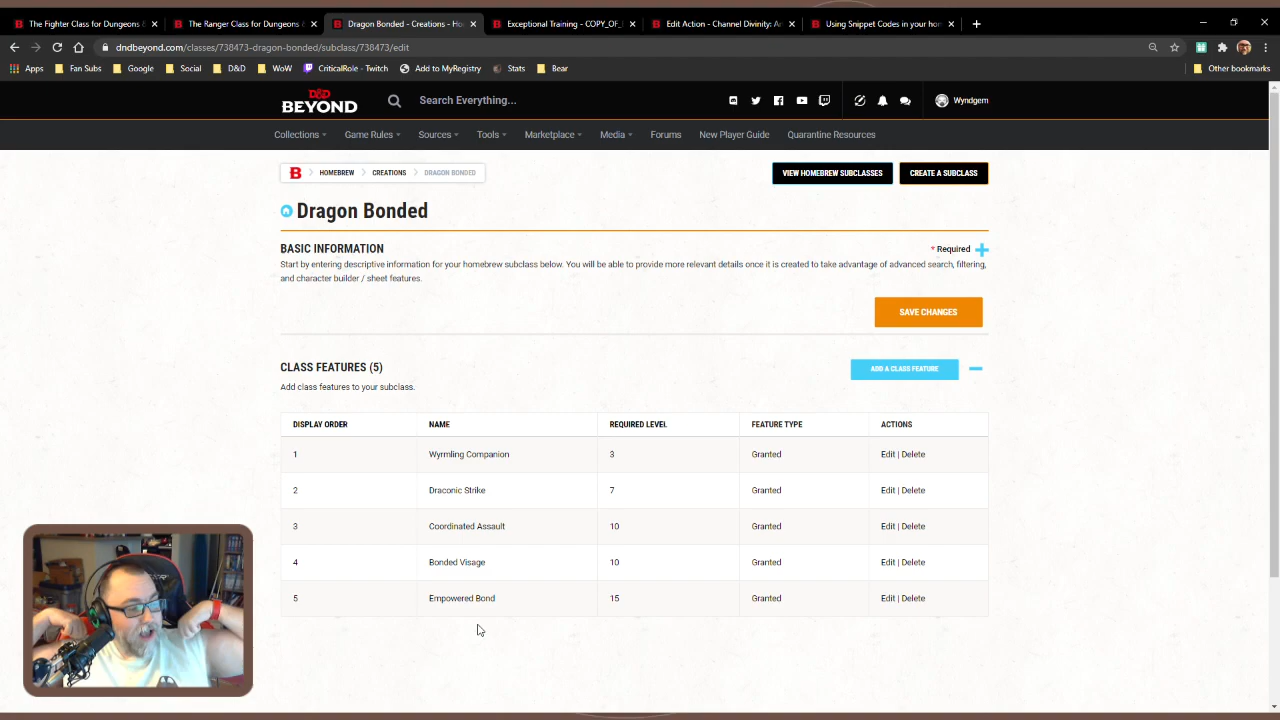 The Fighter Class for Dungeons &
The Ranger Class for Dungeons &
Dragon Bonded - Creations - Ho
Exceptional Training - COPY_OF_
Edit Action - Channel Divinity: A
Using Snippet Codes in your ho
dndbeyond.com/classes/738473-dragon-bonded/subclass/738473/edit
Apps
Fan Subs
Google
Social
D&D
WoW
CriticalRole - Twitch
Add to MyRegistry
Stats
Bear
Other bookmarks
D&D
BEYOND
Search Everything...
Wyndgem
Collections
Game Rules
Sources
Tools
Marketplace
Media
Forums
New Player Guide
Quarantine Resources
B
HOMEBREW
CREATIONS
DRAGON BONDED
VIEW HOMEBREW SUBCLASSES
CREATE A SUBCLASS
Dragon Bonded
BASIC INFORMATION
* Required
Start by entering descriptive information for your homebrew subclass below. You will be able to provide more relevant details once it is created to take advantage of advanced search, filtering,
and character builder / sheet features.
SAVE CHANGES
CLASS FEATURES (5)
ADD A CLASS FEATURE
Add class features to your subclass.
DISPLAY ORDER NAME REQUIRED LEVEL FEATURE TYPE ACTIONS
1 Wyrmling Companion 3 Granted Edit | Delete
2 Draconic Strike 7 Granted Edit | Delete
3 Coordinated Assault 10 Granted Edit | Delete
4 Bonded Visage 10 Granted Edit | Delete
5 Empowered Bond 15 Granted Edit | Delete